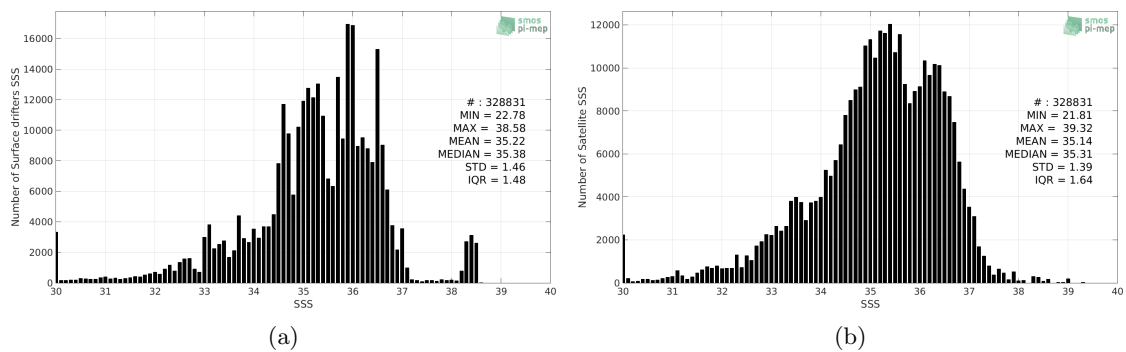 smos
pi-mep
Number of Surface drifters SSS
16000
14000
12000
10000
8000
6000
4000
2000
0
# : 328831
MIN = 22.78
MAX = 38.58
MEAN = 35.22
MEDIAN = 35.38
STD = 1.46
IQR = 1.48
30 31 32 33 34 35 36 37 38 39 40
SSS
(a)
smos
pi-mep
Number of Satellite SSS
12000
10000
8000
6000
4000
2000
0
# : 328831
MIN = 21.81
MAX = 39.32
MEAN = 35.14
MEDIAN = 35.31
STD = 1.39
IQR = 1.64
30 31 32 33 34 35 36 37 38 39 40
SSS
(b)